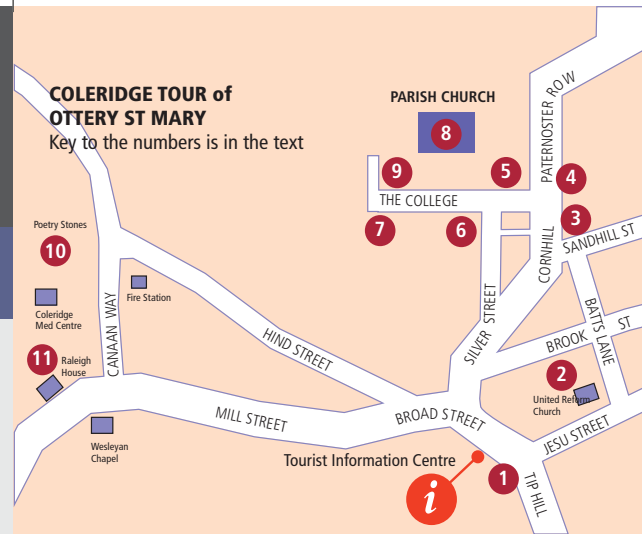 COLERIDGE TOUR of
OTTERY ST MARY
Key to the numbers is in the text
PARISH CHURCH
8
PATERNOSTER ROW
9
5
4
THE COLLEGE
7
6
3
CORNHILL
SANDHILL ST
Poetry Stones
10
Fire Station
Coleridge
Med Centre
CANAAN WAY
HIND STREET
SILVER STREET
BATTS LANE
BROOK ST
11
Raleigh
House
2
United Reform
Church
MILL STREET
BROAD STREET
JESU STREET
Wesleyan
Chapel
Tourist Information Centre
i
1
TIP HILL